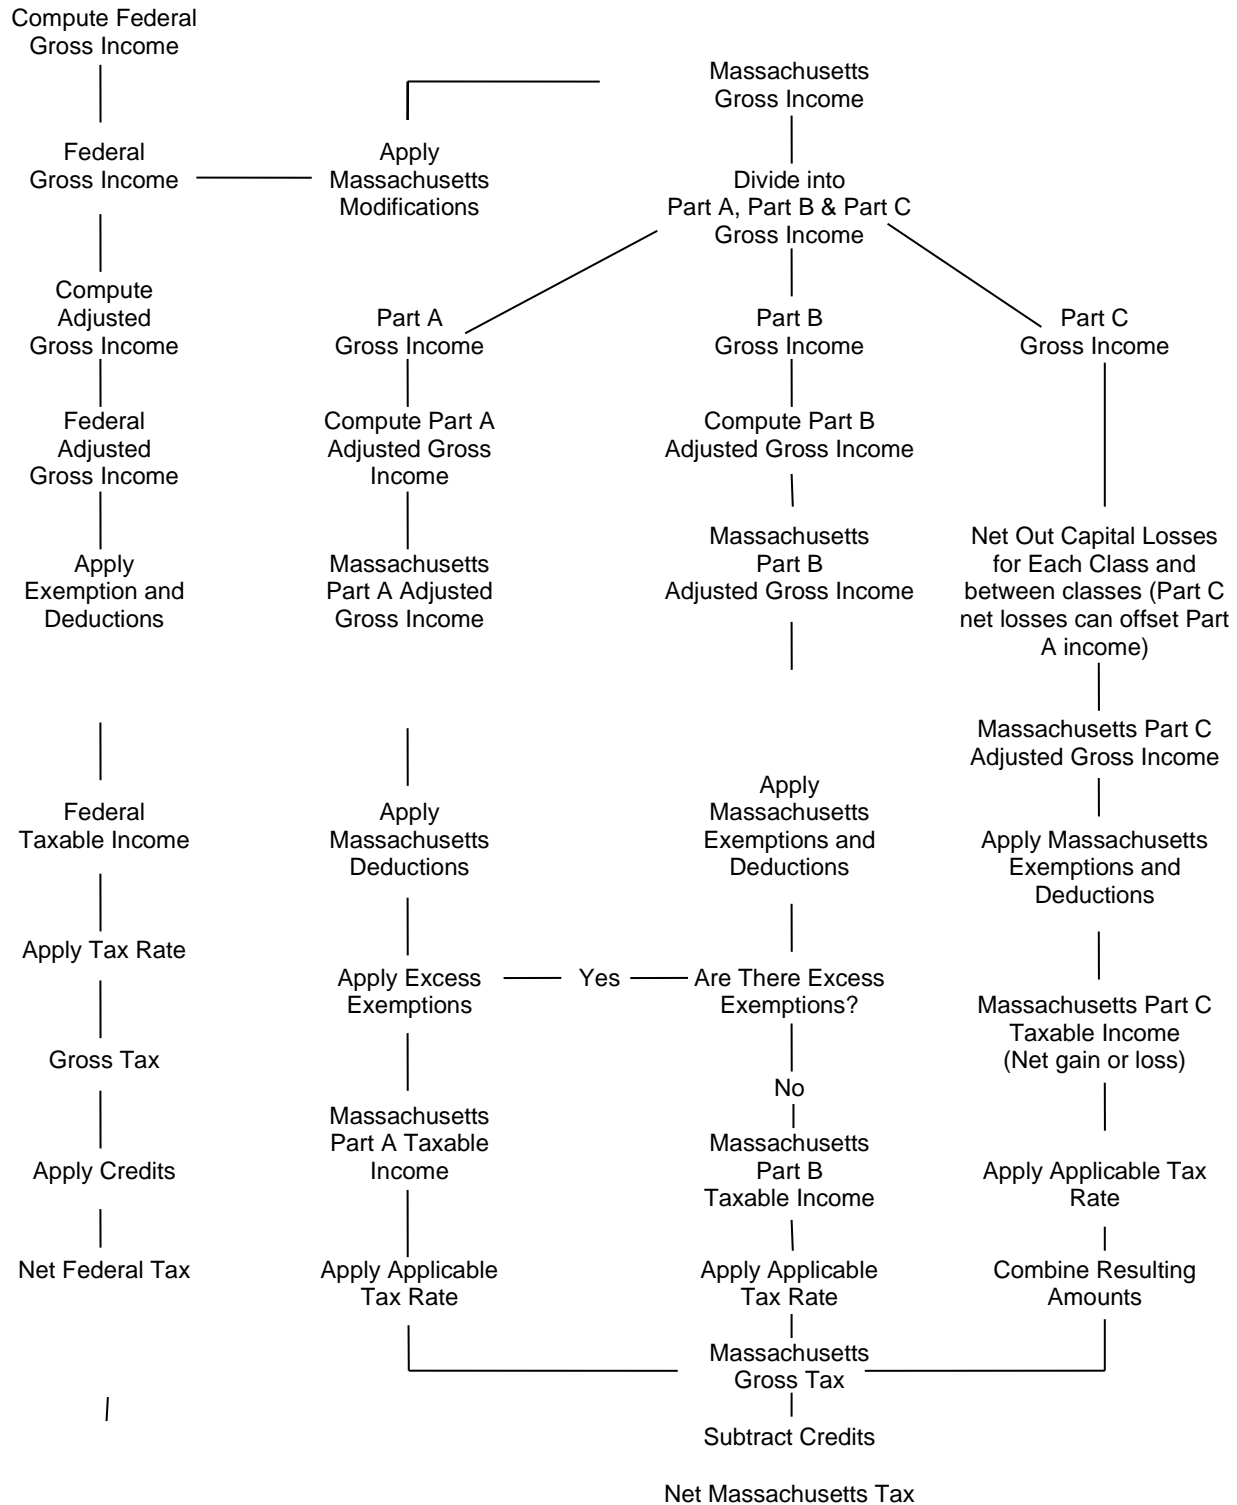 Compute Federal
Gross Income
Massachusetts
Gross Income
Federal
Gross Income
Apply
Massachusetts
Modifications
Divide into
Part A, Part B & Part C
Gross Income
Compute
Adjusted
Gross Income
Part A
Gross Income
Part B
Gross Income
Part C
Gross Income
Federal
Adjusted
Gross Income
Compute Part A
Adjusted Gross
Income
Compute Part B
Adjusted Gross Income
Apply
Exemption and
Deductions
Massachusetts
Part A Adjusted
Gross Income
Massachusetts
Part B
Adjusted Gross Income
Net Out Capital Losses
for Each Class and
between classes (Part C
net losses can offset Part
A income)
Massachusetts Part C
Adjusted Gross Income
Federal
Taxable Income
Apply
Massachusetts
Deductions
Apply
Massachusetts
Exemptions and
Deductions
Apply Massachusetts
Exemptions and
Deductions
Apply Tax Rate
Apply Excess
Exemptions
Yes
Are There Excess
Exemptions?
Massachusetts Part C
Taxable Income
(Net gain or loss)
Gross Tax
No
Massachusetts
Part A Taxable
Income
Massachusetts
Part B
Taxable Income
Apply Credits
Apply Applicable Tax
Rate
Net Federal Tax
Apply Applicable
Tax Rate
Apply Applicable
Tax Rate
Combine Resulting
Amounts
Massachusetts
Gross Tax
Subtract Credits
Net Massachusetts Tax